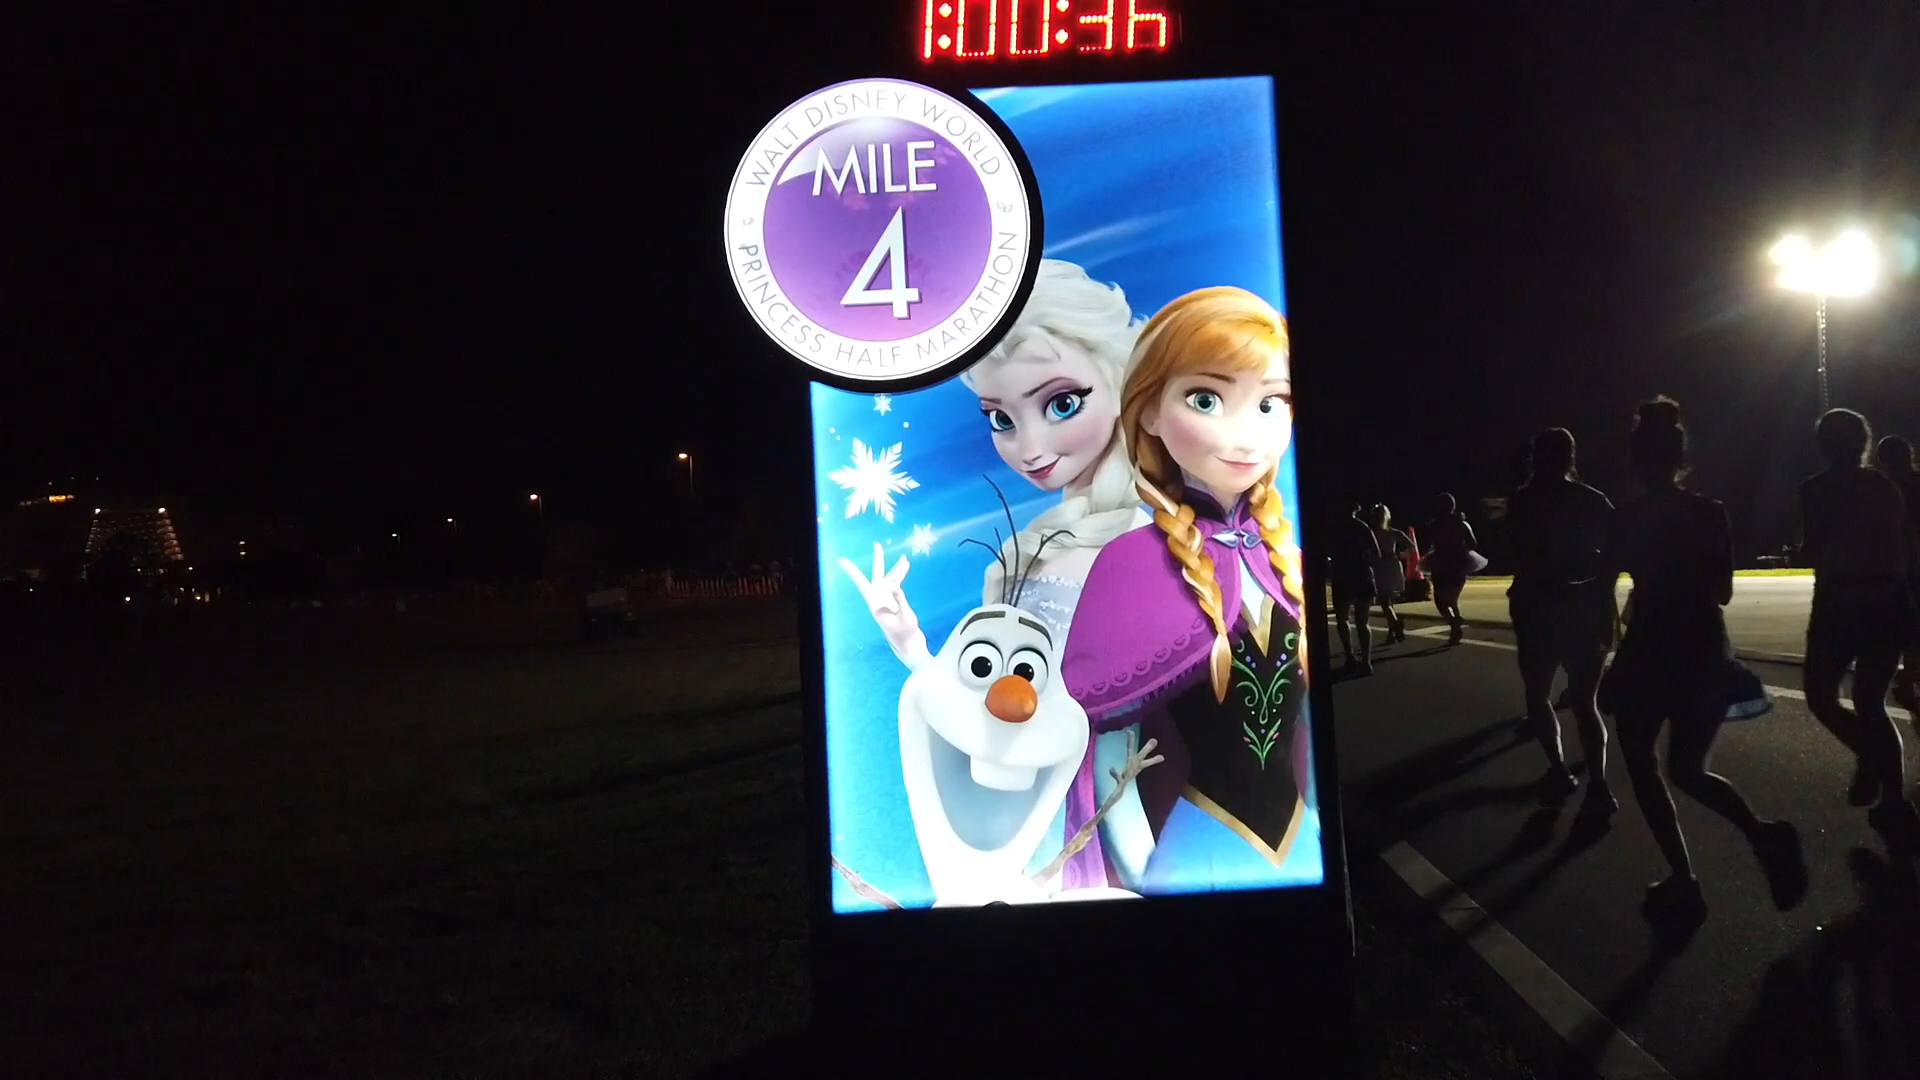 1:00:36
WALT DISNEY WORLD
MILE
4
PRINCESS HALF MARATHON